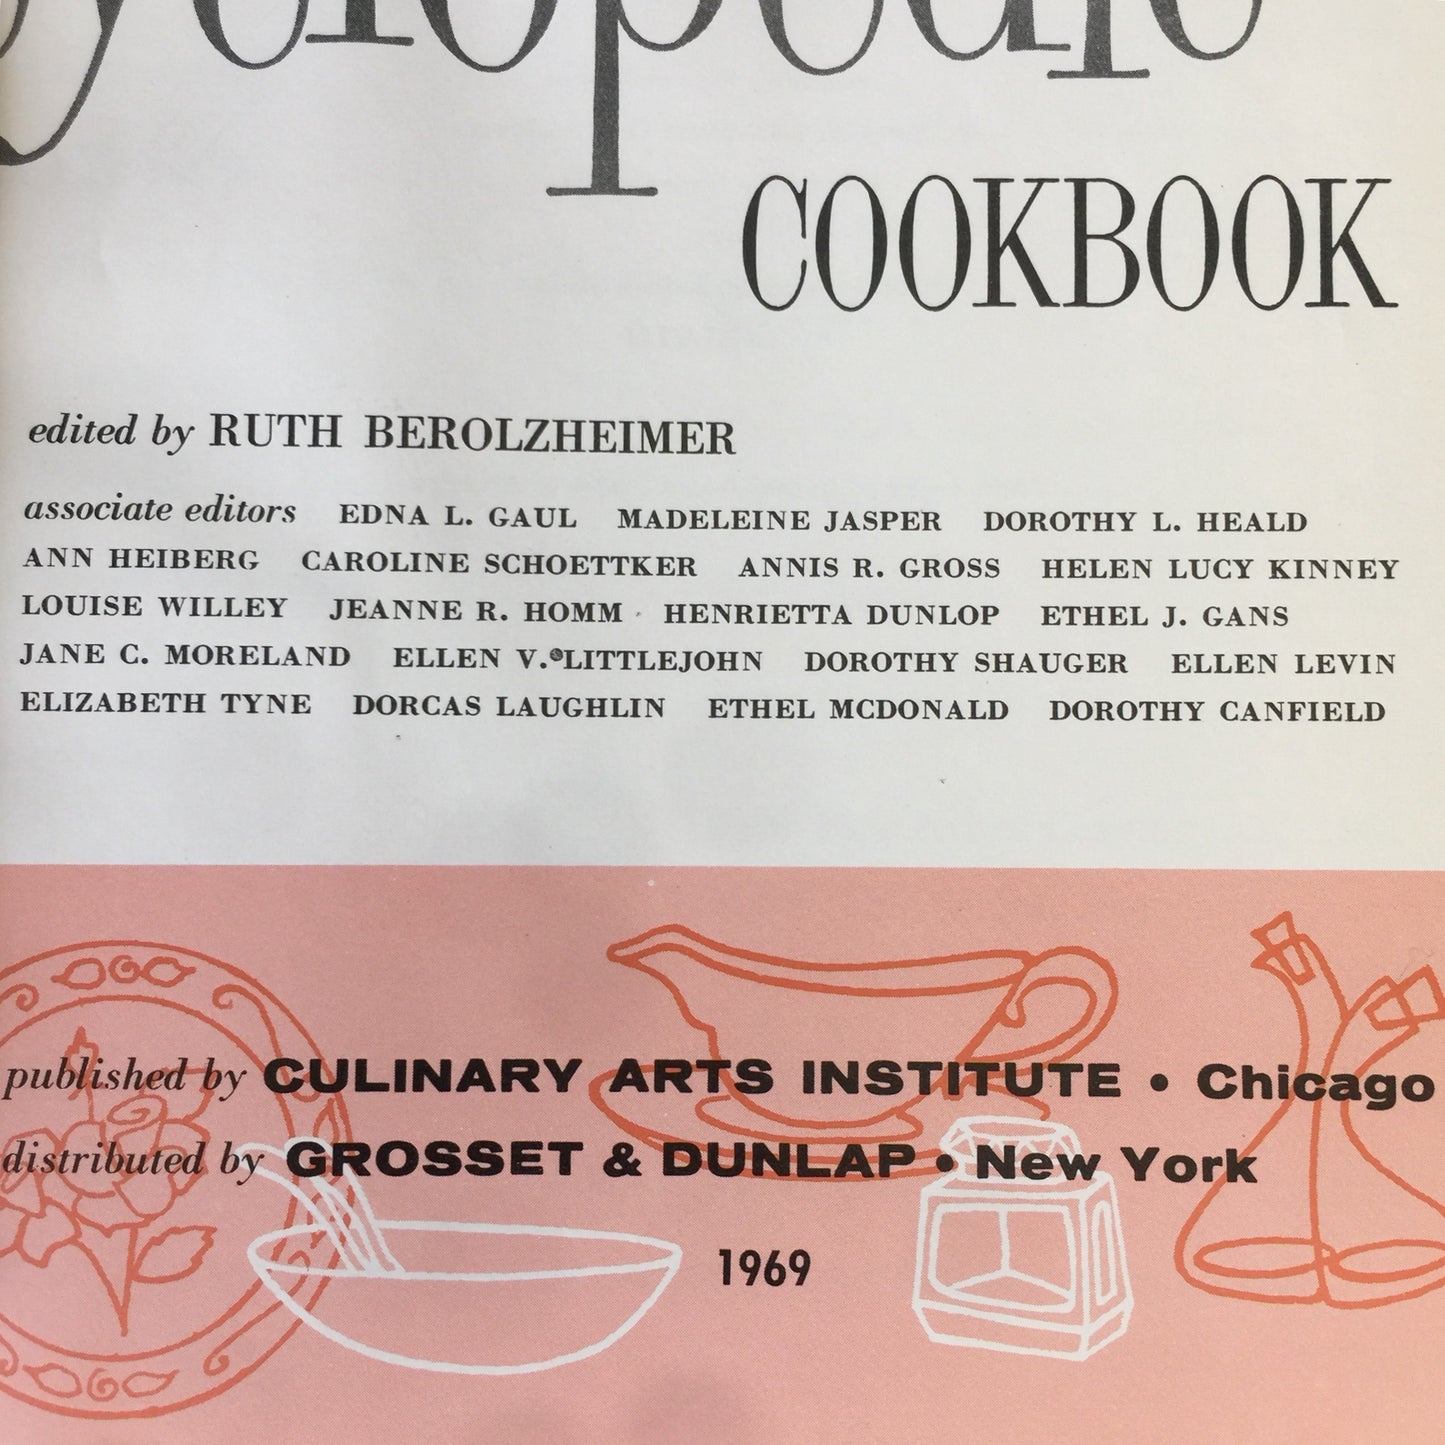 yclopedic
COOKBOOK
edited by RUTH BEROLZHEIMER
associate editors EDNA L. GAUL MADELEINE JASPER DOROTHY L. HEALD
ANN HEIBERG CAROLINE SCHOETTKER ANNIS R. GROSS HELEN LUCY KINNEY
LOUISE WILLEY JEANNE R. HOMM HENRIETTA DUNLOP ETHEL J. GANS
JANE C. MORELAND ELLEN V. LITTLEJOHN DOROTHY SHAUGER ELLEN LEVIN
ELIZABETH TYNE DORCAS LAUGHLIN ETHEL MCDONALD DOROTHY CANFIELD
published by CULINARY ARTS INSTITUTE • Chicago
distributed by GROSSET & DUNLAP • New York
1969